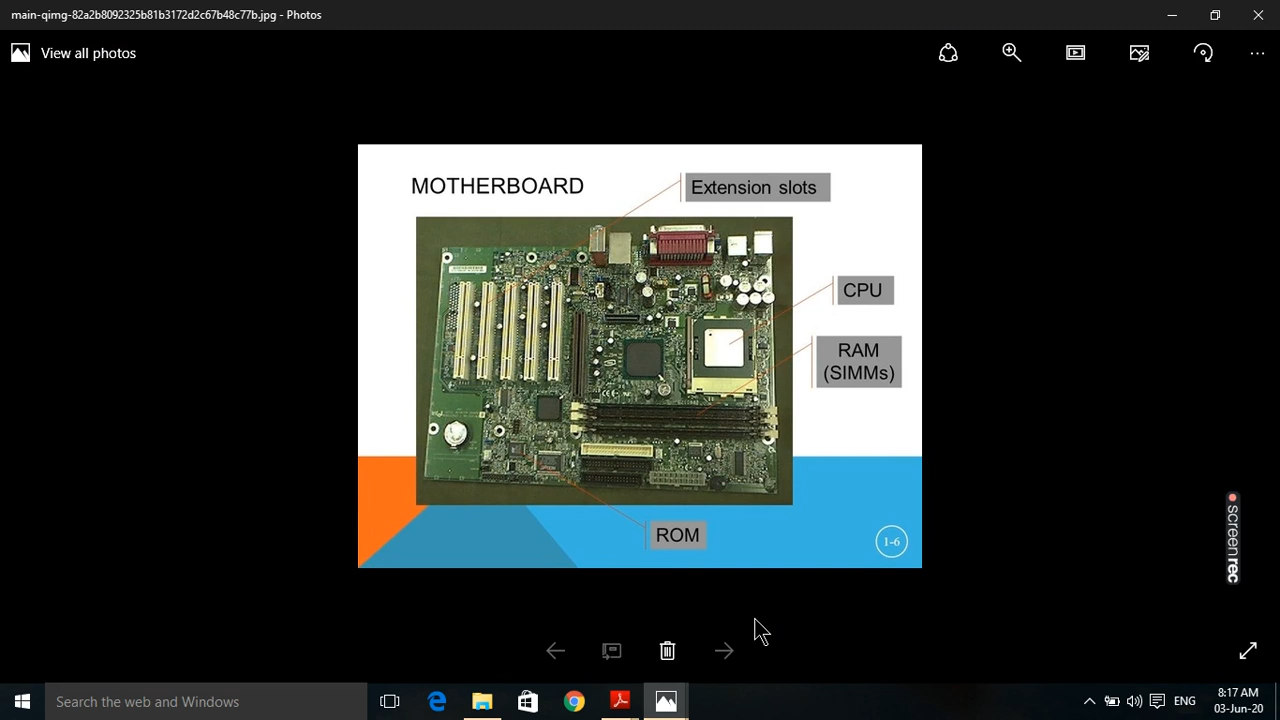 main-qimg-82a2b8092325b81b3172d2c67b48c77b.jpg - Photos
View all photos
MOTHERBOARD
Extension slots
CPU
RAM
(SIMMs)
ROM
1-6
screenrec
Search the web and Windows
ENG
8:17 AM
03-Jun-20